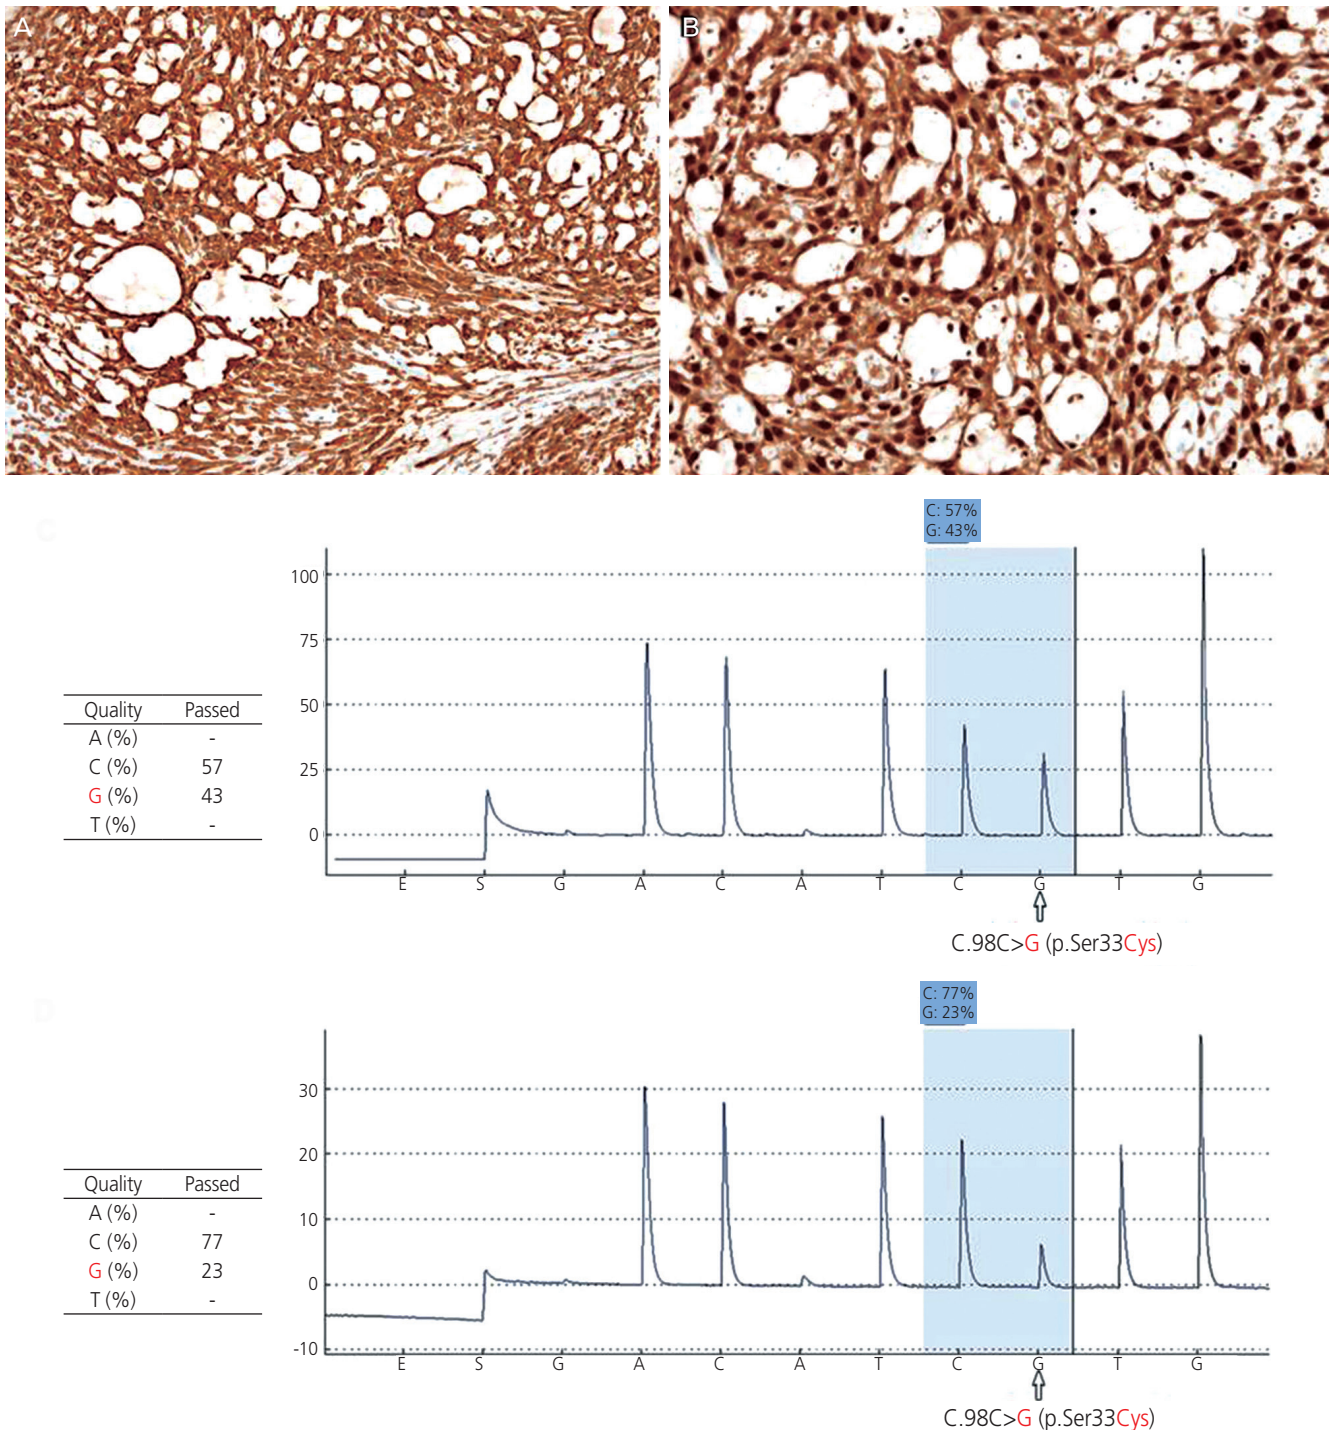 A
B
C
C: 57%
G: 43%
100
75
50
25
0
Quality Passed
A (%) -
C (%) 57
G (%) 43
T (%) -
E S G A C A T C G T G
C.98C>G (p.Ser33Cys)
D
C: 77%
G: 23%
30
20
10
0
-10
Quality Passed
A (%) -
C (%) 77
G (%) 23
T (%) -
E S G A C A T C G T G
C.98C>G (p.Ser33Cys)